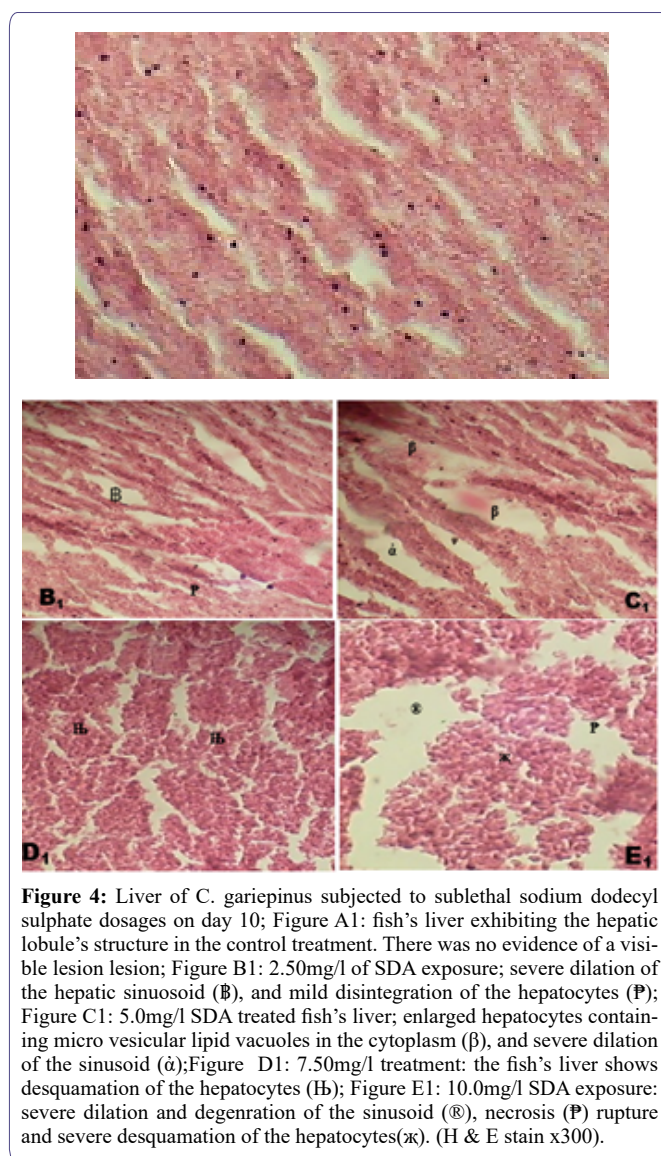 ฿
₱
B₁
β
β
ἀ
C₁
Њ
Њ
D₁
®
₱
ж
E₁
Figure 4: Liver of C. gariepinus subjected to sublethal sodium dodecyl
sulphate dosages on day 10; Figure A1: fish's liver exhibiting the hepatic
lobule's structure in the control treatment. There was no evidence of a visi-
ble lesion lesion; Figure B1: 2.50mg/l of SDA exposure; severe dilation of
the hepatic sinuosoid (฿), and mild disintegration of the hepatocytes (₱);
Figure C1: 5.0mg/l SDA treated fish's liver; enlarged hepatocytes contain-
ing micro vesicular lipid vacuoles in the cytoplasm (β), and severe dilation
of the sinusoid (ἀ);Figure D1: 7.50mg/l treatment: the fish's liver shows
desquamation of the hepatocytes (Њ); Figure E1: 10.0mg/l SDA exposure:
severe dilation and degenration of the sinusoid (®), necrosis (₱) rupture
and severe desquamation of the hepatocytes(ж). (H & E stain x300).